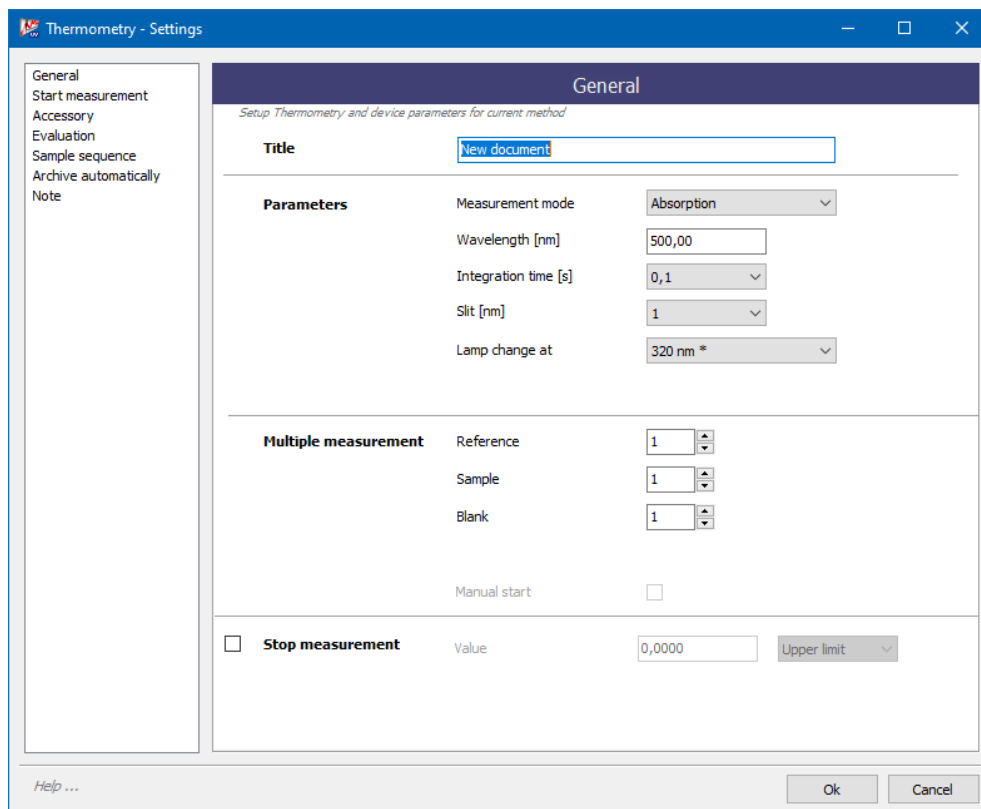 Thermometry - Settings
General
Start measurement
Accessory
Evaluation
Sample sequence
Archive automatically
Note
General
Setup Thermometry and device parameters for current method
Title New document
Parameters Measurement mode Absorption
Wavelength [nm] 500,00
Integration time [s] 0,1
Slit [nm] 1
Lamp change at 320 nm *
Multiple measurement Reference 1
Sample 1
Blank 1
Manual start
Stop measurement Value 0,0000 Upper limit
Help ... Ok Cancel